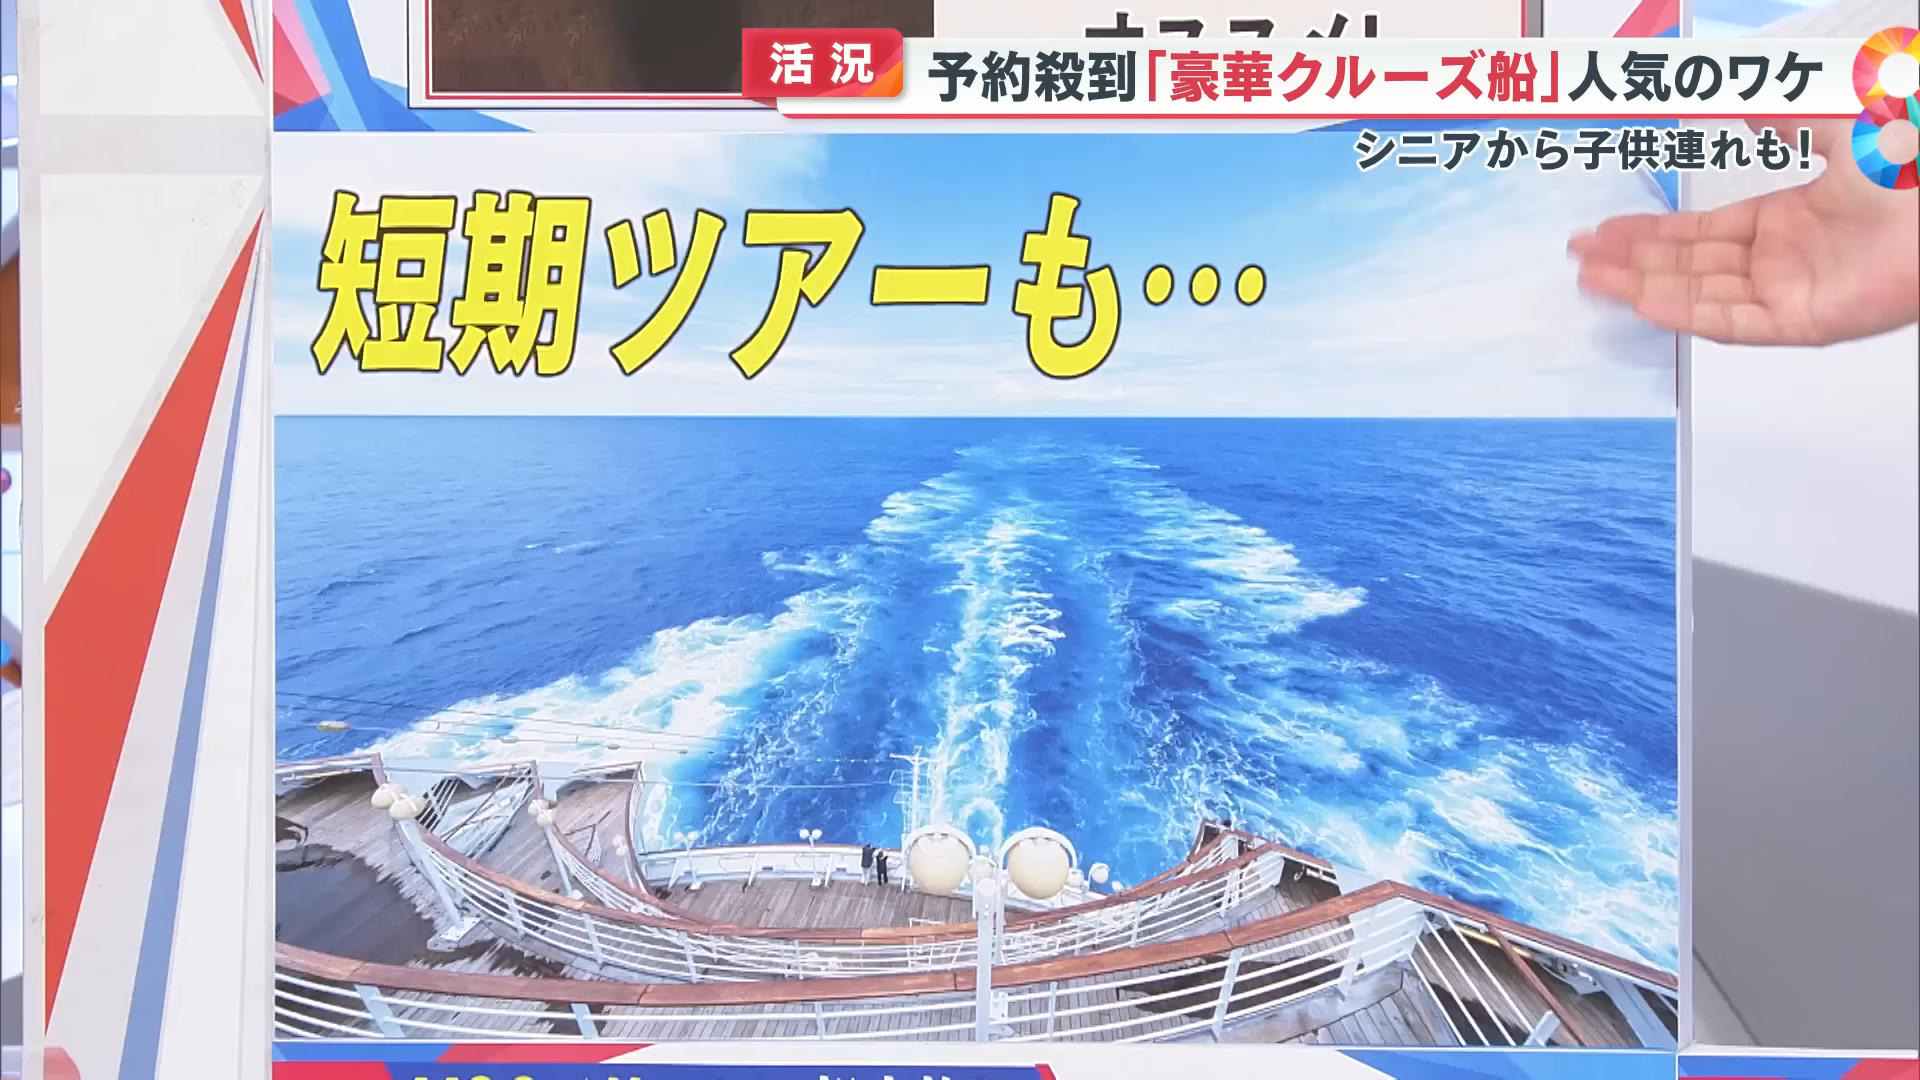 活況
予約殺到「豪華クルーズ船」人気のワケ
シニアから子供連れも!
短期ツアーも…